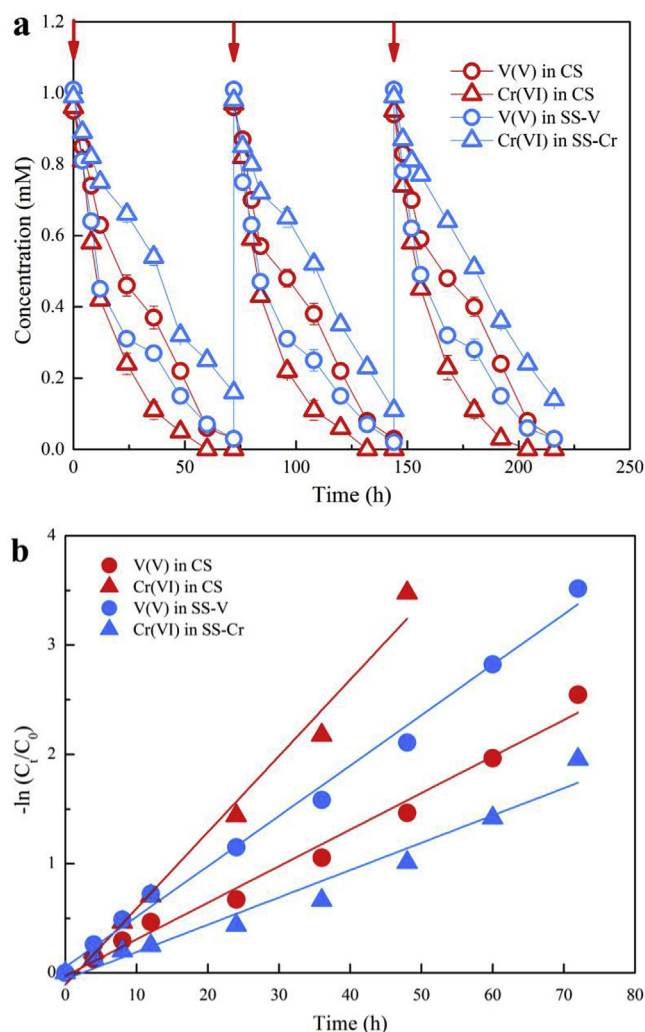 a
1.2
1.0
0.8
0.6
0.4
0.2
0.0
Concentration (mM)
V(V) in CS
Cr(VI) in CS
V(V) in SS-V
Cr(VI) in SS-Cr
0 50 100 150 200 250
Time (h)
b
4
3
2
1
0
-ln (Cₜ/C₀)
V(V) in CS
Cr(VI) in CS
V(V) in SS-V
Cr(VI) in SS-Cr
0 10 20 30 40 50 60 70 80
Time (h)